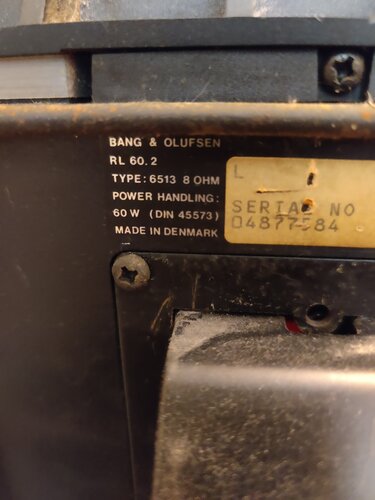 BANG & OLUFSEN
RL 60.2
TYPE: 6513 8 OHM
POWER HANDLING:
60 W (DIN 45573)
MADE IN DENMARK
L
SERIAL NO